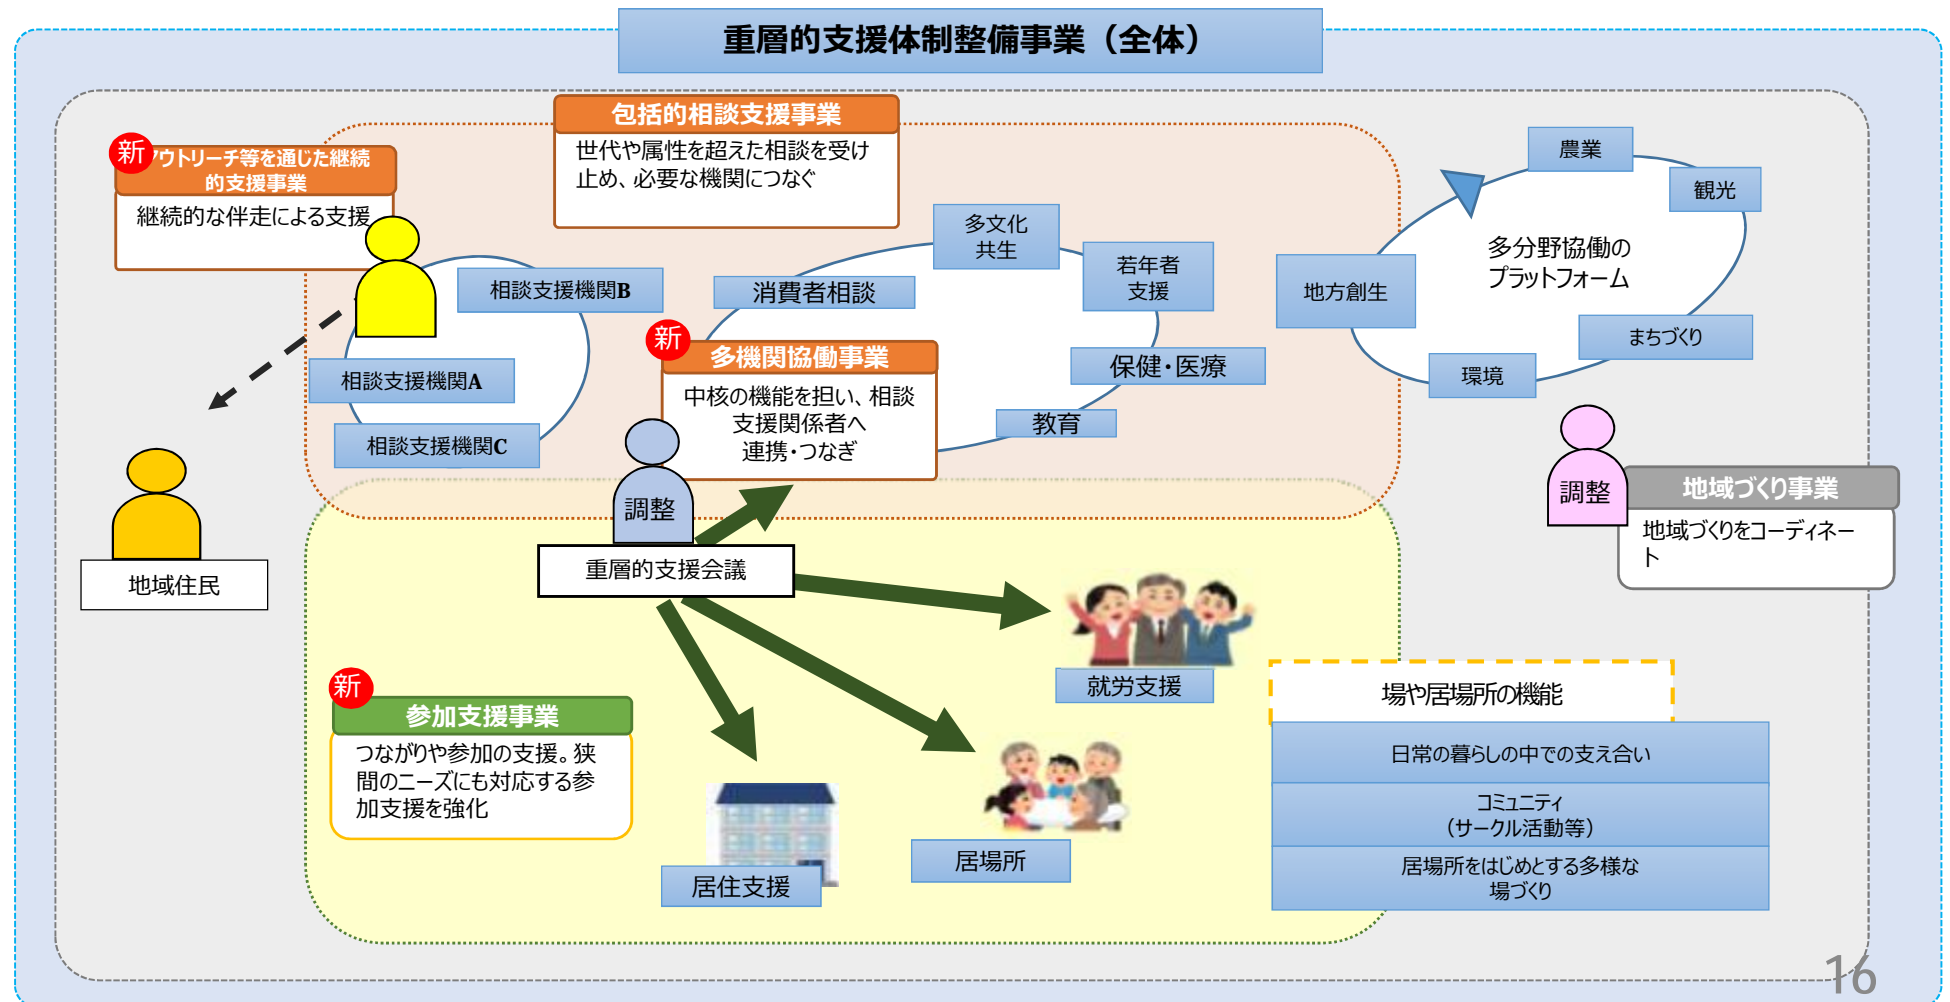 重層的支援体制整備事業（全体）
包括的相談支援事業
世代や属性を超えた相談を受け
止め、必要な機関につなぐ
新
ウトリーチ等を通じた継続
的支援事業
継続的な伴走による支援
相談支援機関B
相談支援機関A
相談支援機関C
地域住民
消費者相談
多文化
共生
若年者
支援
保健・医療
教育
新
多機関協働事業
中核の機能を担い、相談
支援関係者へ
連携・つなぎ
調整
重層的支援会議
農業
観光
地方創生
多分野協働の
プラットフォーム
まちづくり
環境
調整
地域づくり事業
地域づくりをコーディネー
ト
新
参加支援事業
つながりや参加の支援。狭
間のニーズにも対応する参
加支援を強化
就労支援
居場所
居住支援
場や居場所の機能
日常の暮らしの中での支え合い
コミュニティ
（サークル活動等）
居場所をはじめとする多様な
場づくり
16